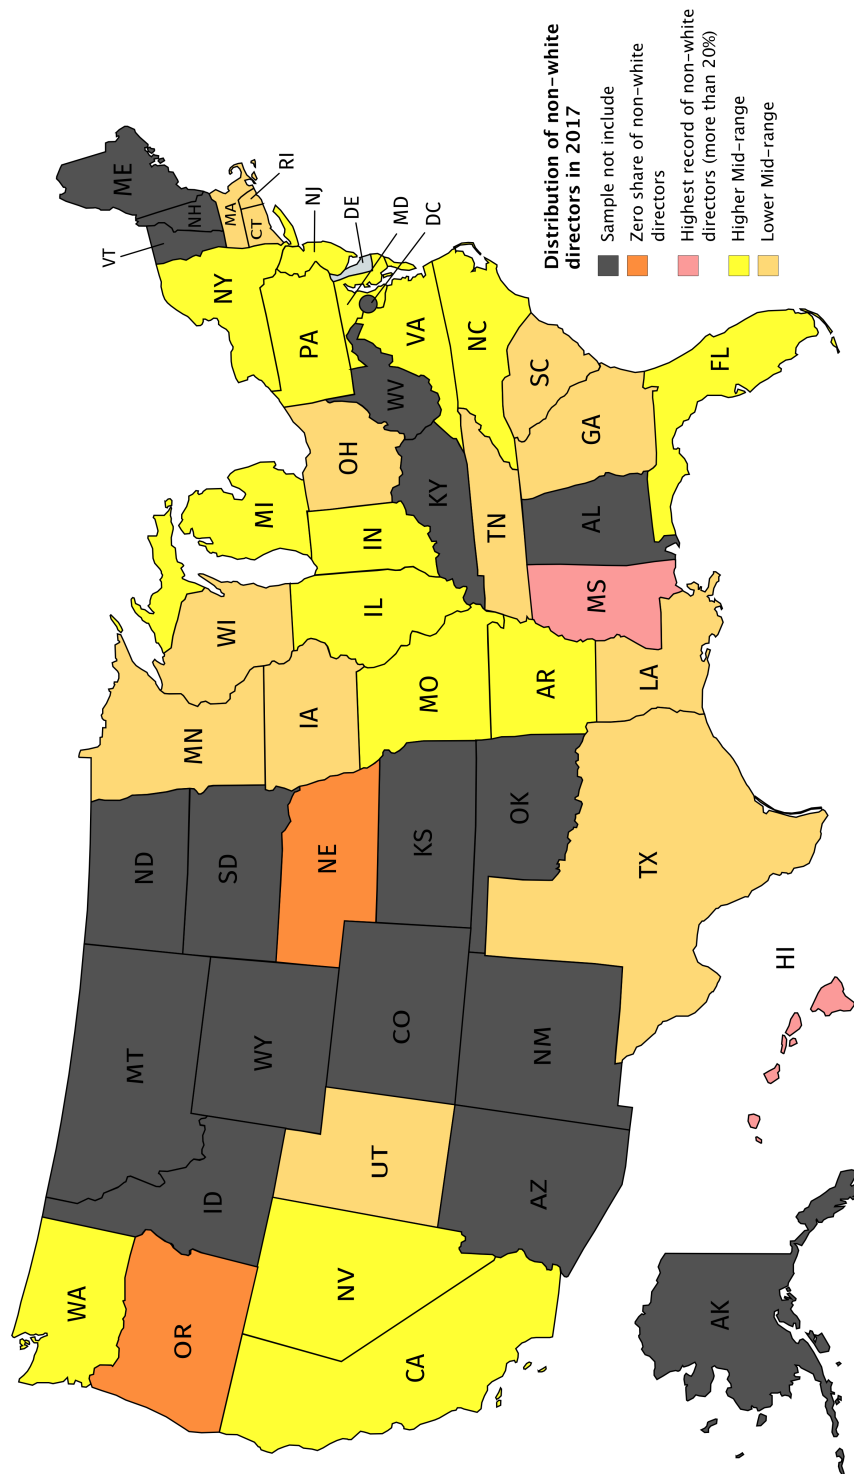 WA
OR
CA
NV
ID
MT
WY
UT
AZ
CO
NM
ND
SD
NE
KS
OK
TX
MN
IA
MO
AR
LA
WI
IL
MI
IN
OH
KY
TN
MS
AL
GA
SC
NC
VA
WV
FL
PA
NY
VT
NH
ME
MA
CT
RI
NJ
DE
MD
DC
AK
HI
Distribution of non-white
directors in 2017
Sample not include
Zero share of non-white
directors
Highest record of non-white
directors (more than 20%)
Higher Mid-range
Lower Mid-range